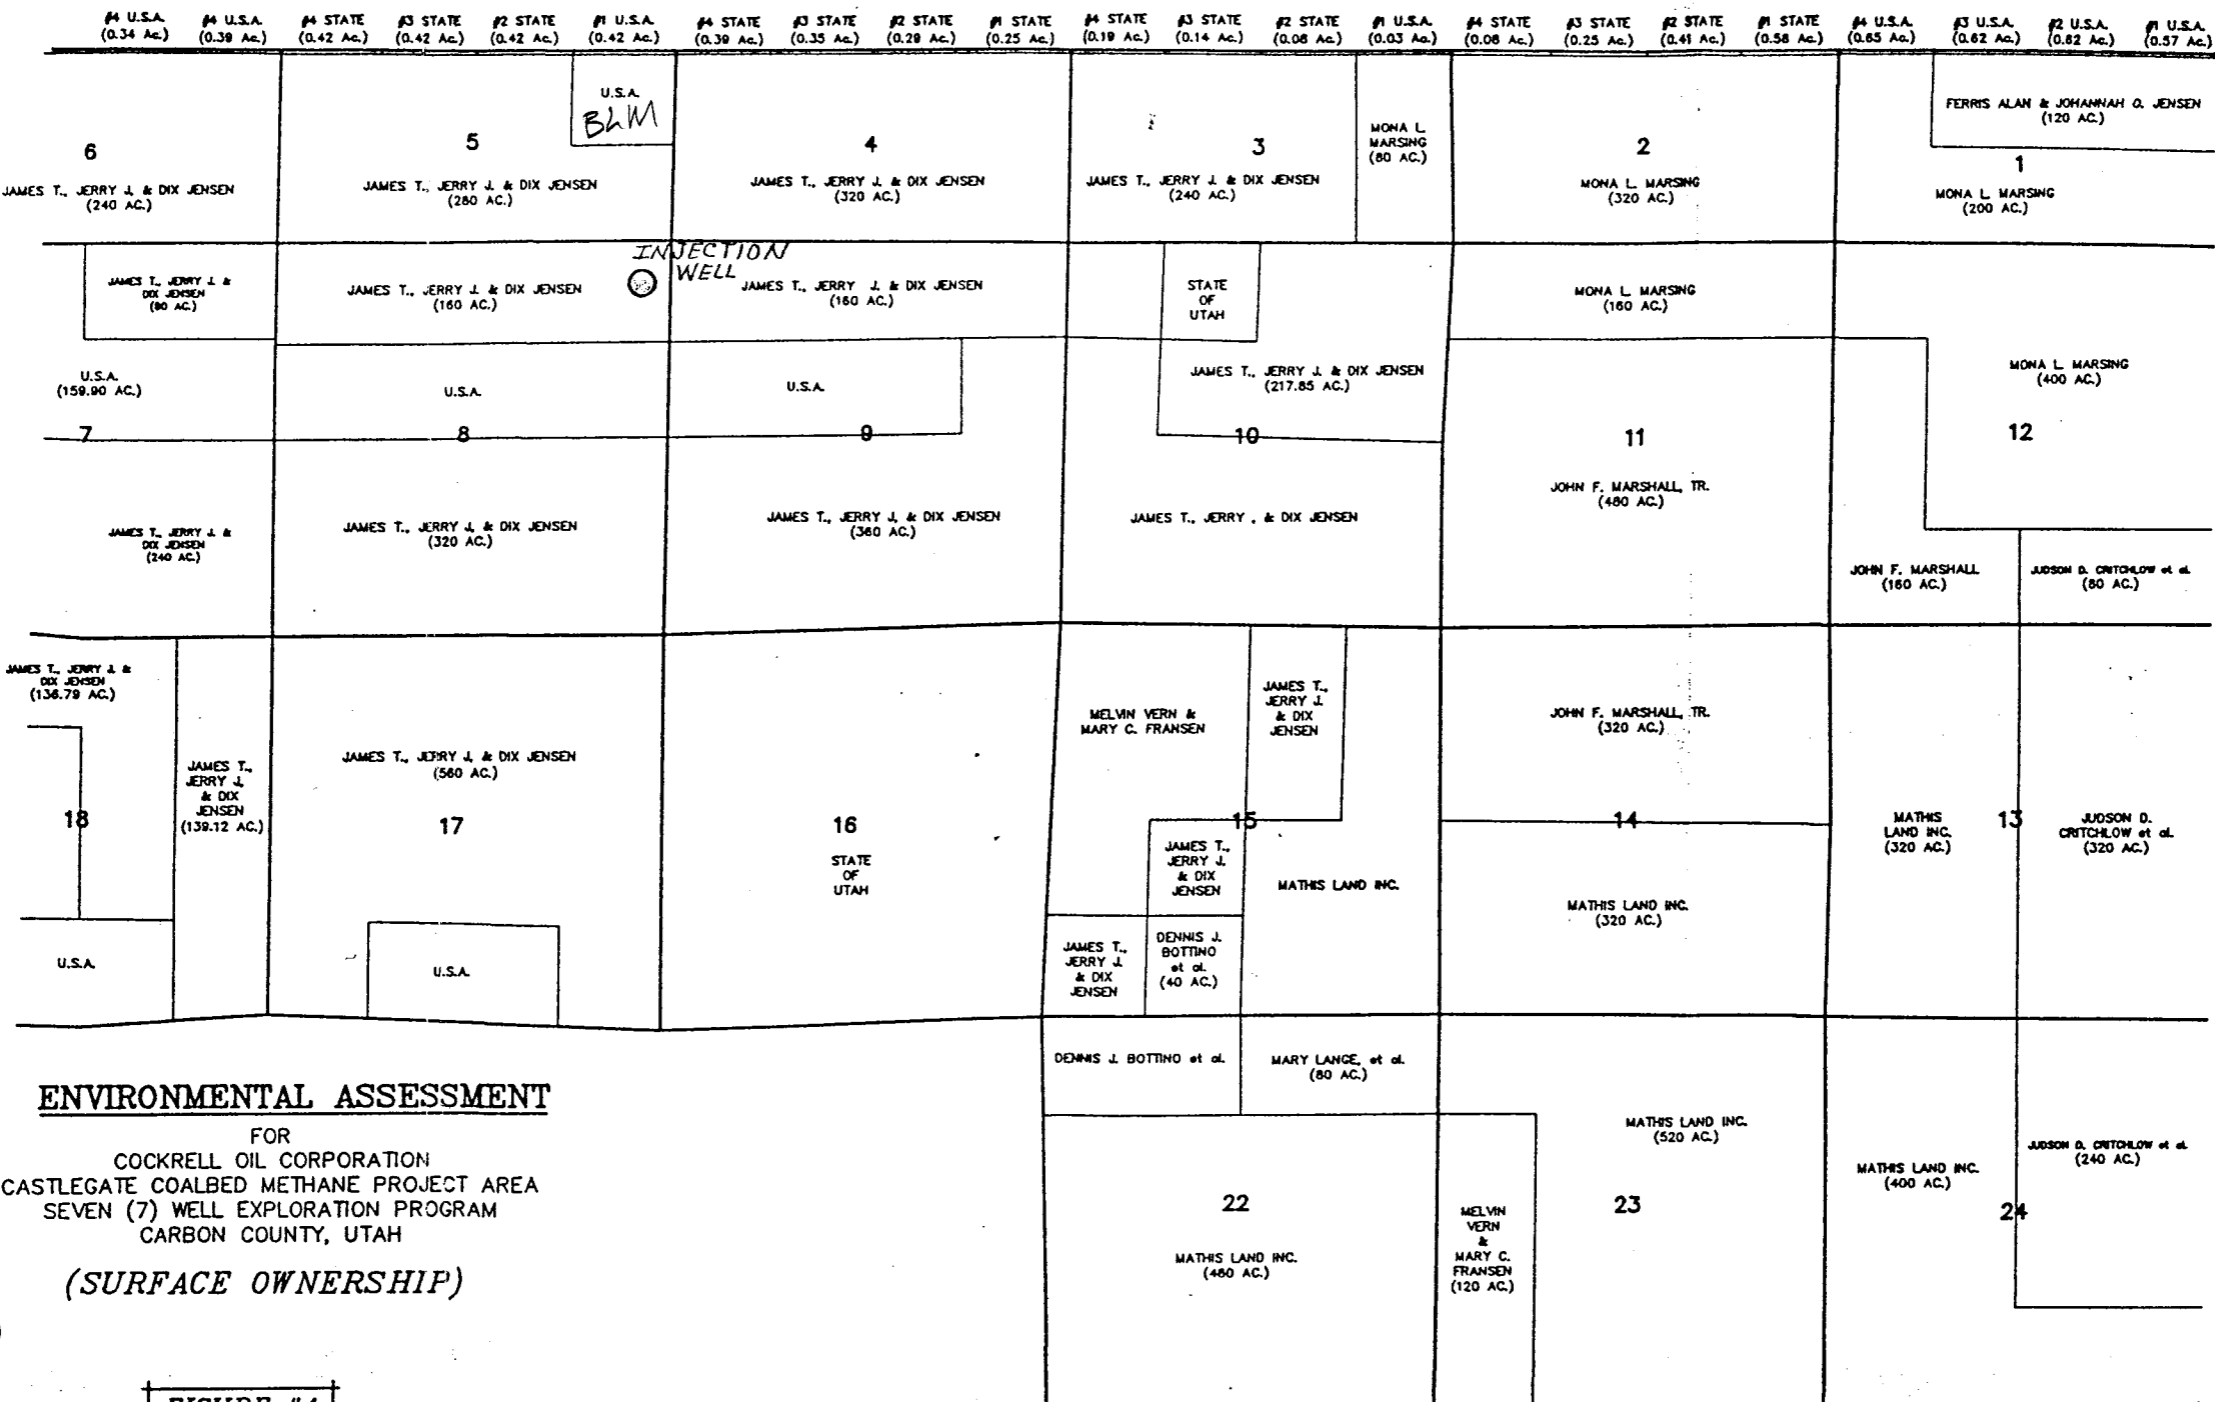 #4 U.S.A. #4 U.S.A. #4 STATE #3 STATE #2 STATE #1 U.S.A. #4 STATE #3 STATE #2 STATE #1 STATE #4 STATE #3 STATE #2 STATE #1 U.S.A. #4 STATE #3 STATE #2 STATE #1 STATE #4 U.S.A. #3 U.S.A. #2 U.S.A. #1 U.S.A.
(0.34 Ac.) (0.39 Ac.) (0.42 Ac.) (0.42 Ac.) (0.42 Ac.) (0.42 Ac.) (0.39 Ac.) (0.35 Ac.) (0.29 Ac.) (0.25 Ac.) (0.19 Ac.) (0.14 Ac.) (0.08 Ac.) (0.03 Ac.) (0.08 Ac.) (0.25 Ac.) (0.41 Ac.) (0.58 Ac.) (0.65 Ac.) (0.62 Ac.) (0.62 Ac.) (0.57 Ac.)
6
JAMES T., JERRY J. & DIX JENSEN
(240 AC.)
5
JAMES T., JERRY J. & DIX JENSEN
(280 AC.)
U.S.A.
BLM
4
JAMES T., JERRY J. & DIX JENSEN
(320 AC.)
3
JAMES T., JERRY J. & DIX JENSEN
(240 AC.)
MONA L.
MARSING
(80 AC.)
2
MONA L. MARSING
(320 AC.)
FERRIS ALAN & JOHANNAH O. JENSEN
(120 AC.)
1
MONA L. MARSING
(200 AC.)
JAMES T., JERRY J. &
DIX JENSEN
(80 AC.)
JAMES T., JERRY J. & DIX JENSEN
(160 AC.)
INJECTION
WELL
JAMES T., JERRY J. & DIX JENSEN
(160 AC.)
STATE
OF
UTAH
MONA L. MARSING
(160 AC.)
U.S.A.
(159.90 AC.)
7
U.S.A.
8
U.S.A.
9
JAMES T., JERRY J. & DIX JENSEN
(217.85 AC.)
10
11
JOHN F. MARSHALL, TR.
(480 AC.)
MONA L. MARSING
(400 AC.)
12
JAMES T., JERRY J. &
DIX JENSEN
(240 AC.)
JAMES T., JERRY J. & DIX JENSEN
(320 AC.)
JAMES T., JERRY J. & DIX JENSEN
(360 AC.)
JAMES T., JERRY . & DIX JENSEN
JOHN F. MARSHALL
(160 AC.)
JUDSON D. CRITCHLOW et al.
(80 AC.)
JAMES T., JERRY J. &
DIX JENSEN
(136.79 AC.)
18
JAMES T.,
JERRY J.
& DIX
JENSEN
(139.12 AC.)
U.S.A.
JAMES T., JERRY J. & DIX JENSEN
(560 AC.)
17
U.S.A.
16
STATE
OF
UTAH
MELVIN VERN &
MARY C. FRANSEN
JAMES T.,
JERRY J.
& DIX
JENSEN
15
JAMES T.,
JERRY J.
& DIX
JENSEN
MATHIS LAND INC.
JAMES T.,
JERRY J.
& DIX
JENSEN
DENNIS J.
BOTTINO
et al.
(40 AC.)
JOHN F. MARSHALL, TR.
(320 AC.)
14
MATHIS LAND INC.
(320 AC.)
MATHIS
LAND INC.
(320 AC.)
13
JUDSON D.
CRITCHLOW et al.
(320 AC.)
DENNIS J. BOTTINO et al.
MARY LANGE, et al.
(80 AC.)
22
MATHIS LAND INC.
(480 AC.)
MELVIN
VERN
&
MARY C.
FRANSEN
(120 AC.)
MATHIS LAND INC.
(520 AC.)
23
MATHIS LAND INC.
(400 AC.)
24
JUDSON D. CRITCHLOW et al.
(240 AC.)
ENVIRONMENTAL ASSESSMENT
FOR
COCKRELL OIL CORPORATION
CASTLEGATE COALBED METHANE PROJECT AREA
SEVEN (7) WELL EXPLORATION PROGRAM
CARBON COUNTY, UTAH
(SURFACE OWNERSHIP)
FIGURE #4